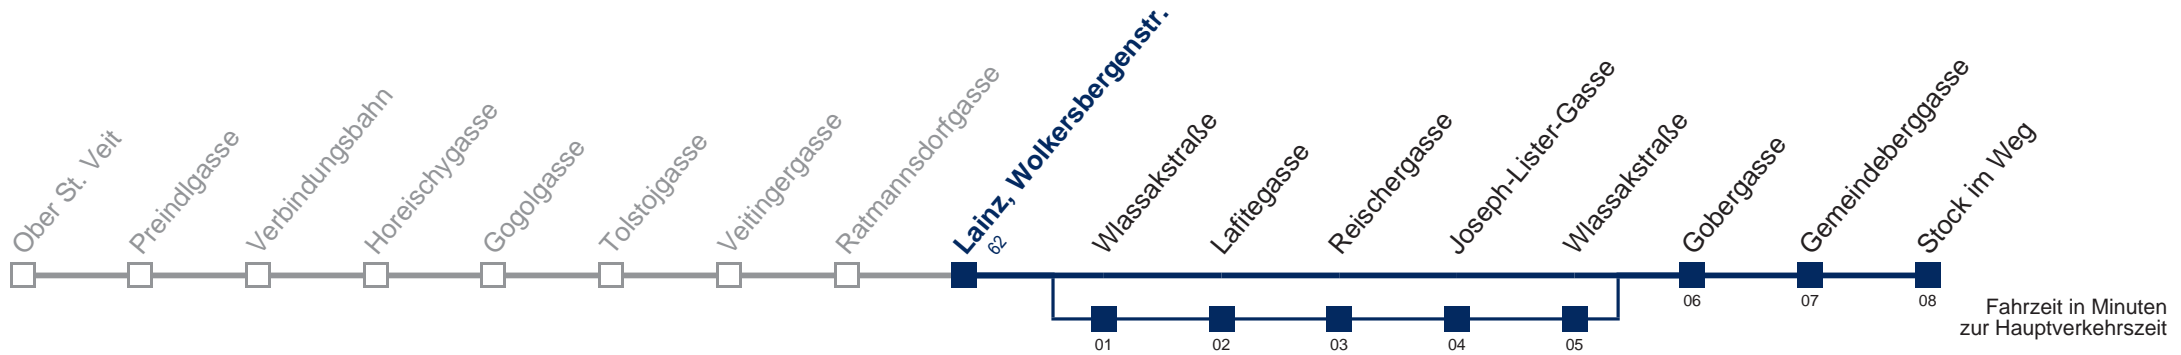 Ober St. Veit
Preindlgasse
Verbindungsbahn
Horeischygasse
Gogolgasse
Tolstojgasse
Veitingergasse
Ratmannsdorfgasse
Lainz, Wolkersbergenstr.
62
Wlassakstraße
Lafitegasse
Reischergasse
Joseph-Lister-Gasse
Wlassakstraße
Gobergasse
Gemeindeberggasse
Stock im Weg
01
02
03
04
05
06
07
08
Fahrzeit in Minuten
zur Hauptverkehrszeit